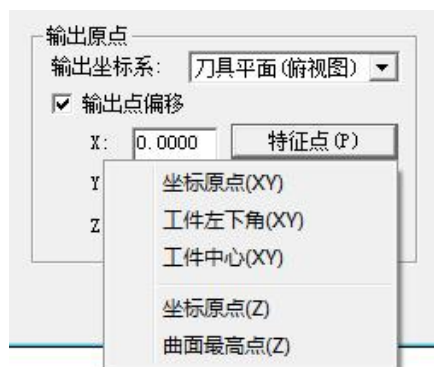 输出原点
输出坐标系: 刀具平面(俯视图)
输出点偏移
X: 0.0000 特征点(P)
Y
Z
坐标原点(XY)
工件左下角(XY)
工件中心(XY)
坐标原点(Z)
曲面最高点(Z)